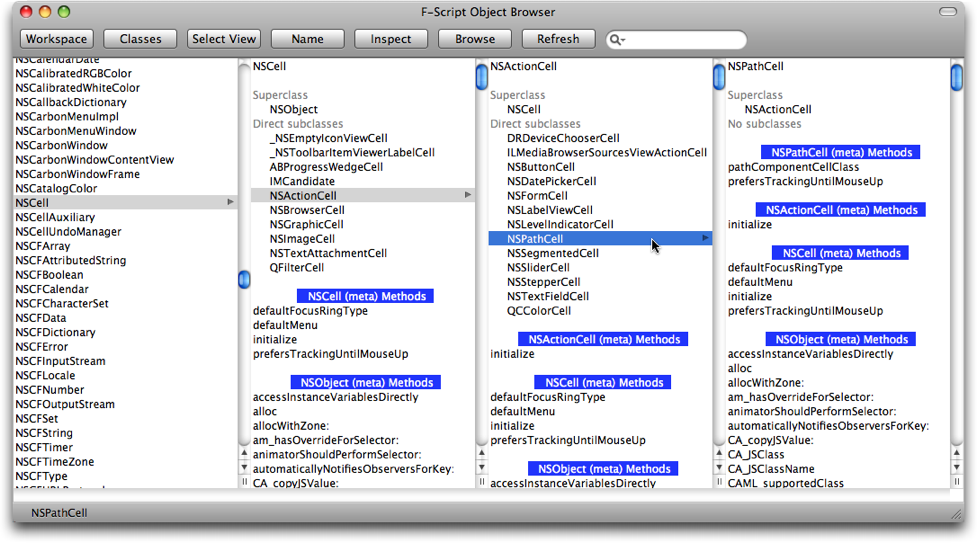 F-Script Object Browser
Workspace
Classes
Select View
Name
Inspect
Browse
Refresh
NSCalendarDate
NSCalibratedRGBColor
NSCalibratedWhiteColor
NSCallbackDictionary
NSCarbonMenuImpl
NSCarbonMenuWindow
NSCarbonWindow
NSCarbonWindowContentView
NSCarbonWindowFrame
NSCatalogColor
NSCell
NSCellAuxiliary
NSCellUndoManager
NSCFArray
NSCFAttributedString
NSCFBoolean
NSCFCalendar
NSCFCharacterSet
NSCFData
NSCFDictionary
NSCFError
NSCFInputStream
NSCFLocale
NSCFNumber
NSCFOutputStream
NSCFSet
NSCFString
NSCFTimer
NSCFTimeZone
NSCFType
NSCell
Superclass
NSObject
Direct subclasses
_NSEmptyIconViewCell
_NSToolbarItemViewerLabelCell
ABProgressWedgeCell
IMCandidate
NSActionCell
NSBrowserCell
NSGraphicCell
NSImageCell
NSTextAttachmentCell
QFilterCell
NSCell (meta) Methods
defaultFocusRingType
defaultMenu
initialize
prefersTrackingUntilMouseUp
NSObject (meta) Methods
accessInstanceVariablesDirectly
alloc
allocWithZone:
am_hasOverrideForSelector:
animatorShouldPerformSelector:
automaticallyNotifiesObserversForKey:
CA_copyJSValue:
NSActionCell
Superclass
NSCell
Direct subclasses
DRDeviceChooserCell
ILMediaBrowserSourcesViewActionCell
NSButtonCell
NSDatePickerCell
NSFormCell
NSLabelViewCell
NSLevelIndicatorCell
NSPathCell
NSSegmentedCell
NSSliderCell
NSStepperCell
NSTextFieldCell
QCColorCell
NSActionCell (meta) Methods
initialize
NSCell (meta) Methods
defaultFocusRingType
defaultMenu
initialize
prefersTrackingUntilMouseUp
NSObject (meta) Methods
accessInstanceVariablesDirectly
NSPathCell
Superclass
NSActionCell
No subclasses
NSPathCell (meta) Methods
pathComponentCellClass
prefersTrackingUntilMouseUp
NSActionCell (meta) Methods
initialize
NSCell (meta) Methods
defaultFocusRingType
defaultMenu
initialize
prefersTrackingUntilMouseUp
NSObject (meta) Methods
accessInstanceVariablesDirectly
alloc
allocWithZone:
am_hasOverrideForSelector:
animatorShouldPerformSelector:
automaticallyNotifiesObserversForKey:
CA_copyJSValue:
CA_JSClass
CA_JSClassName
CAML_supportedClass
NSPathCell